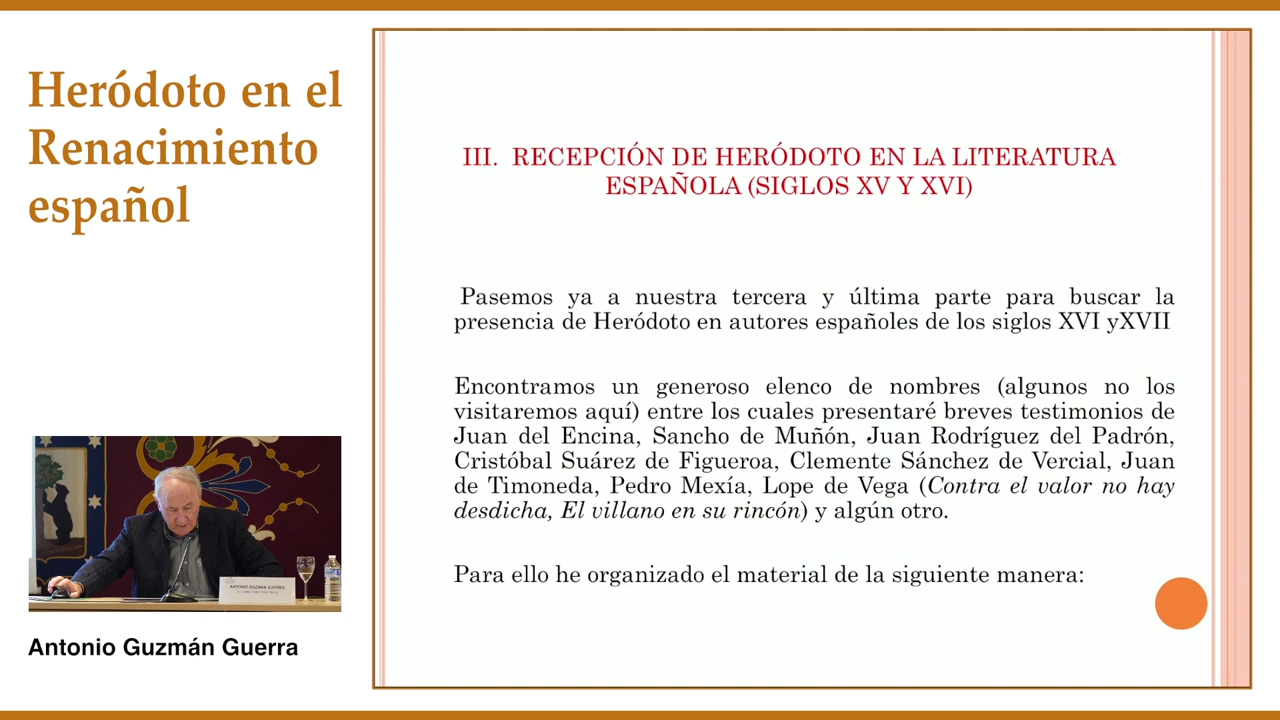 Heródoto en el
Renacimiento
español
III. RECEPCIÓN DE HERÓDOTO EN LA LITERATURA
ESPAÑOLA (SIGLOS XV Y XVI)
Pasemos ya a nuestra tercera y última parte para buscar la
presencia de Heródoto en autores españoles de los siglos XVI yXVII
Encontramos un generoso elenco de nombres (algunos no los
visitaremos aquí) entre los cuales presentaré breves testimonios de
Juan del Encina, Sancho de Muñón, Juan Rodríguez del Padrón,
Cristóbal Suárez de Figueroa, Clemente Sánchez de Vercial, Juan
de Timoneda, Pedro Mexía, Lope de Vega (Contra el valor no hay
desdicha, El villano en su rincón) y algún otro.
Para ello he organizado el material de la siguiente manera:
ANTONIO GUZMÁN GUERRA
Antonio Guzmán Guerra